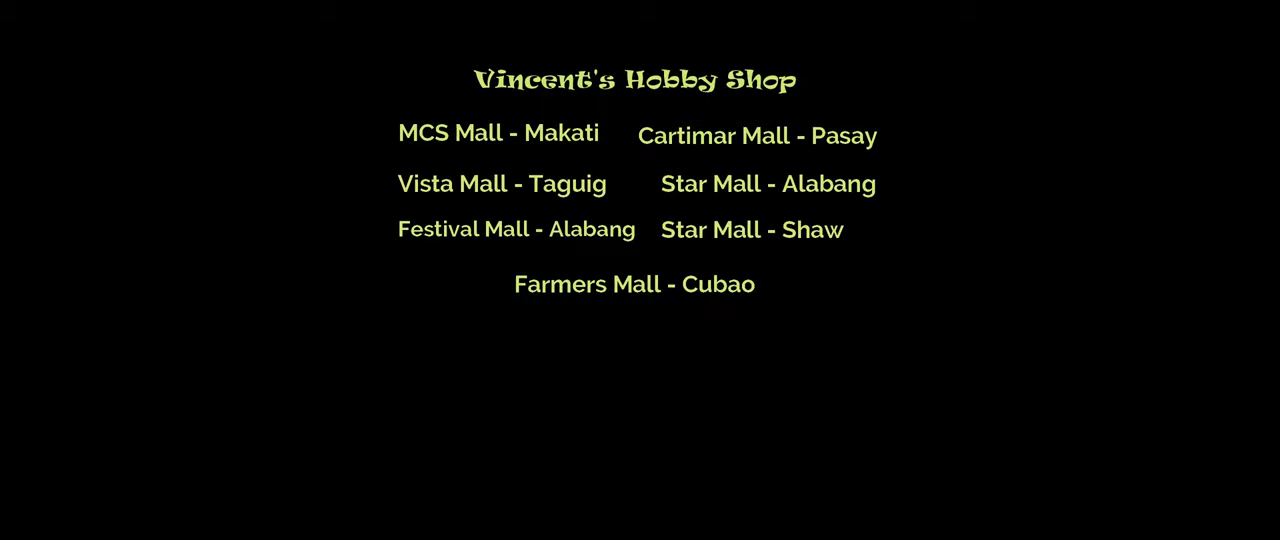 Vincent's Hobby Shop
MCS Mall - Makati
Cartimar Mall - Pasay
Vista Mall - Taguig
Star Mall - Alabang
Festival Mall - Alabang
Star Mall - Shaw
Farmers Mall - Cubao